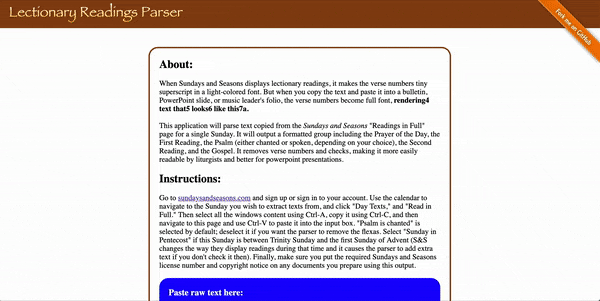 Lectionary Readings Parser
Fork me on GitHub
About:
When Sundays and Seasons displays lectionary readings, it makes the verse numbers tiny
superscript in a light-colored font. But when you copy the text and paste it into a bulletin,
PowerPoint slide, or music leader's folio, the verse numbers become full font, rendering4
text that5 looks6 like this7a.
This application will parse text copied from the Sundays and Seasons "Readings in Full"
page for a single Sunday. It will output a formatted group including the Prayer of the Day, the
First Reading, the Psalm (either chanted or spoken, depending on your choice), the Second
Reading, and the Gospel. It removes verse numbers and checks, making it more easily
readable by liturgists and better for powerpoint presentations.
Instructions:
Go to sundaysandseasons.com and sign up or sign in to your account. Use the calendar to
navigate to the Sunday you wish to extract texts from, and click "Day Texts," and "Read in
Full." Then select all the windows content using Ctrl-A, copy it using Ctrl-C, and then
navigate to this page and use Ctrl-V to paste it into the input box. "Psalm is chanted" is
selected by default; deselect it if you want the parser to remove the flexas. Select "Sunday in
Pentecost" if this Sunday is between Trinity Sunday and the first Sunday of Advent (S&S
changes the way they display readings during that time and it causes the parser to add extra
text if you don't check it then). Finally, make sure you put the required Sundays and Seasons
license number and copyright notice on any documents you prepare using this output.
Paste raw text here: